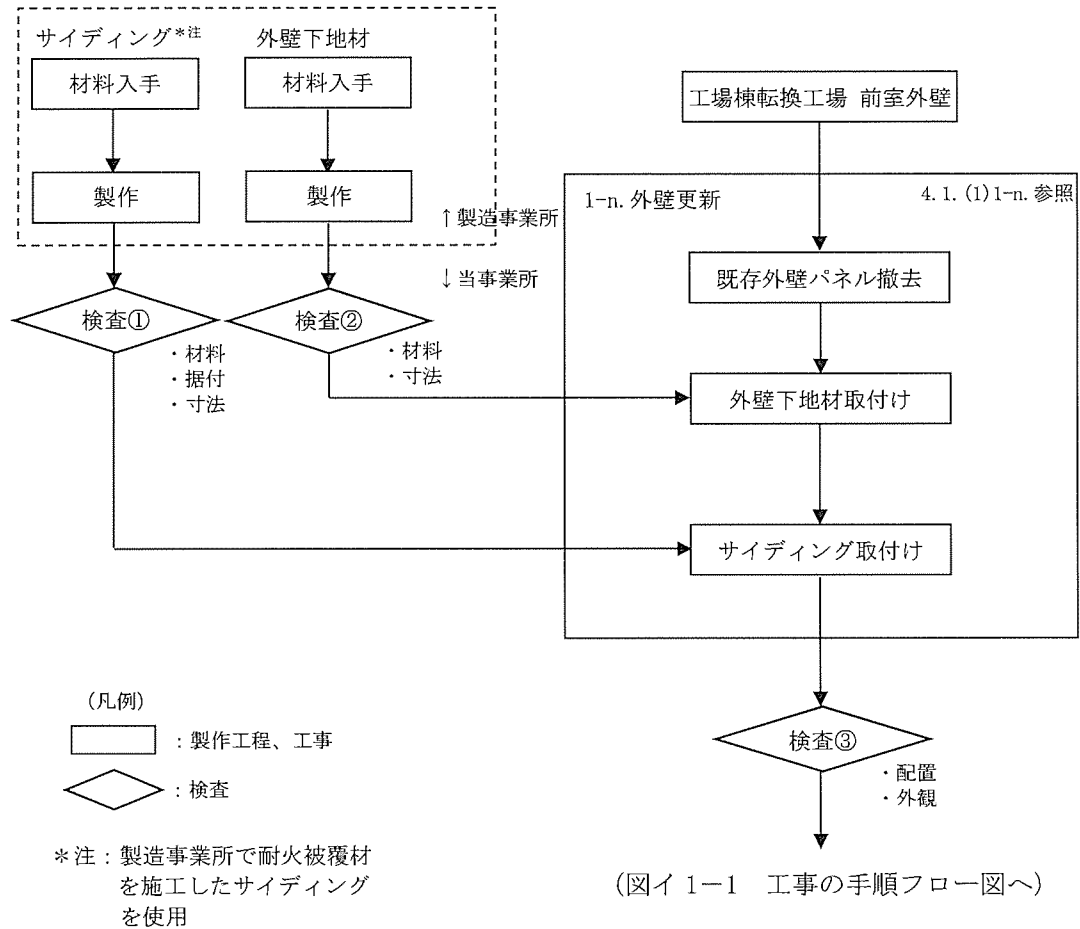 サイディング*注
外壁下地材
材料入手
材料入手
製作
製作
↑製造事業所
↓当事業所
検査①
・材料
・据付
・寸法
検査②
・材料
・寸法
工場棟転換工場 前室外壁
1-n.外壁更新
4.1.(1)1-n.参照
既存外壁パネル撤去
外壁下地材取付け
サイディング取付け
検査③
・配置
・外観
(図イ 1－1　工事の手順フロー図へ)
(凡例)
：製作工程、工事
：検査
＊注：製造事業所で耐火被覆材
を施工したサイディング
を使用